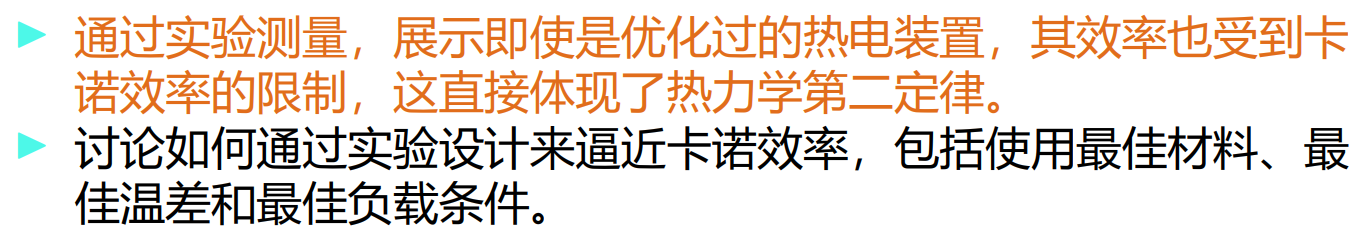 通过实验测量，展示即使是优化过的热电装置，其效率也受到卡
诺效率的限制，这直接体现了热力学第二定律。
讨论如何通过实验设计来逼近卡诺效率，包括使用最佳材料、最
佳温差和最佳负载条件。